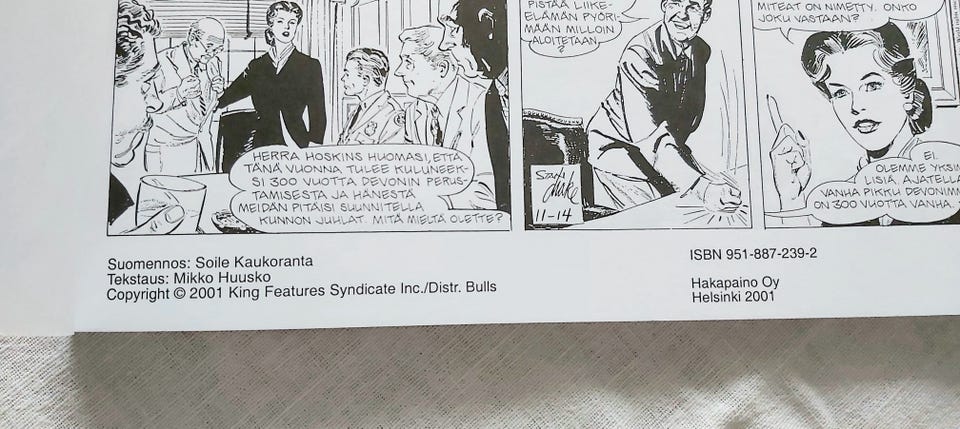 HERRA HOSKINS HUOMASI, ETTÄ
TÄNÄ VUONNA TULEE KULUNEEK-
SI 300 VUOTTA DEVONIN PERUS-
TAMISESTA JA HÄNESTÄ
MEIDÄN PITÄISI SUUNNITELLA
KUNNON JUHLAT. MITÄ MIELTÄ OLETTE?
PISTÄÄ LIIKE-
ELÄMÄN PYÖRI-
MÄÄN MILLOIN
ALOITETAAN,
?
11-14
MITEAT ON NIMETTY. ONKO
JOKU VASTAAN?
EI.
OLEMME YKSIM
LISIÄ AJATELLA
VANHA PIKKU DEVONIMM
ON 300 VUOTTA VANHA.
Suomennos: Soile Kaukoranta
Tekstaus: Mikko Huusko
Copyright © 2001 King Features Syndicate Inc./Distr. Bulls
ISBN 951-887-239-2
Hakapaino Oy
Helsinki 2001